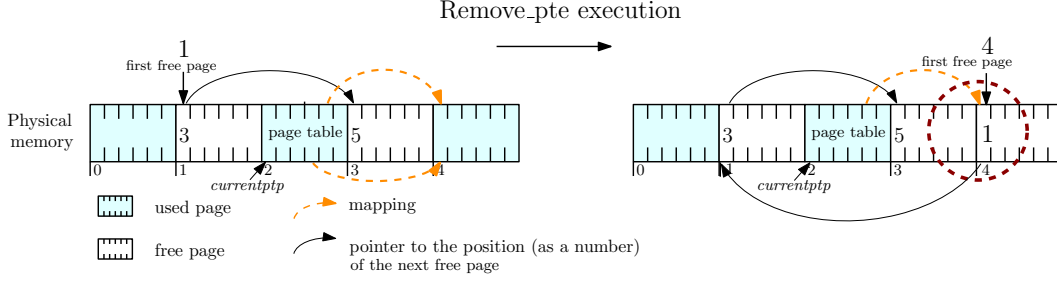 Remove_pte execution
1
first free page
4
first free page
Physical
memory
3
page table
5
3
page table
5
1
0
1
2
3
4
0
1
2
3
4
currentptp
currentptp
used page
mapping
free page
pointer to the position (as a number)
of the next free page